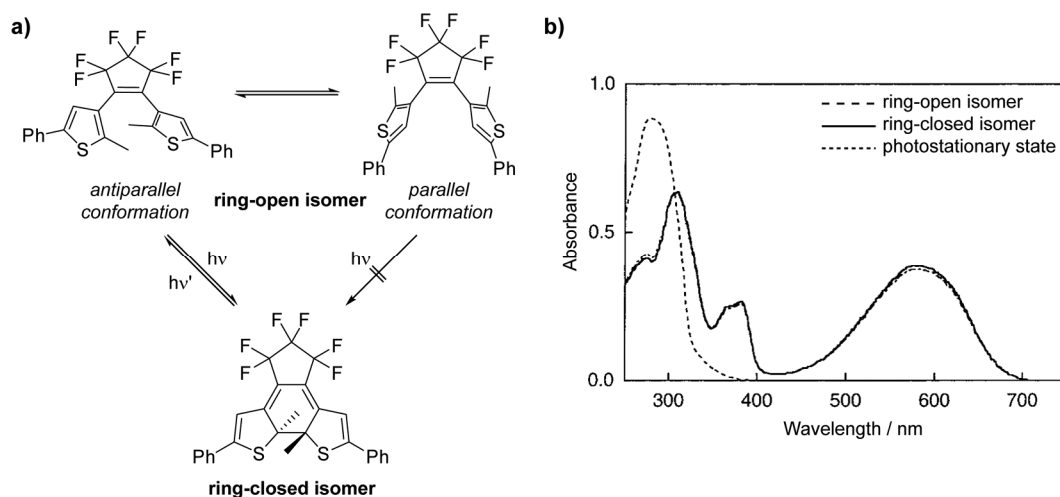 a)
F F F F F F
Ph S S Ph
antiparallel
conformation
ring-open isomer
F F F F F F
S S
Ph Ph
parallel
conformation
hν
hν'
hν
F F F F F F
Ph S S Ph
ring-closed isomer
b)
ring-open isomer
ring-closed isomer
photostationary state
1.0
0.5
0.0
Absorbance
300 400 500 600 700
Wavelength / nm